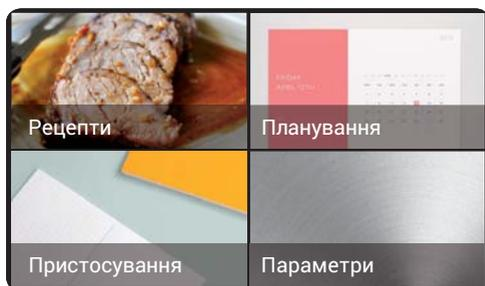 Рецепти
Планування
Пристосування
Параметри